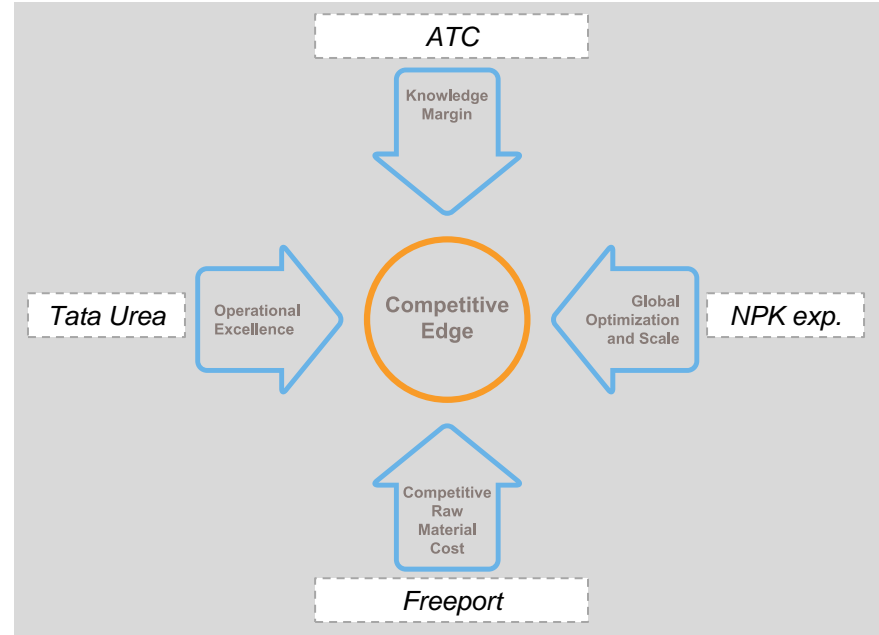 ATC
Knowledge
Margin
Tata Urea
Operational
Excellence
Competitive
Edge
Global
Optimization
and Scale
NPK exp.
Competitive
Raw
Material
Cost
Freeport